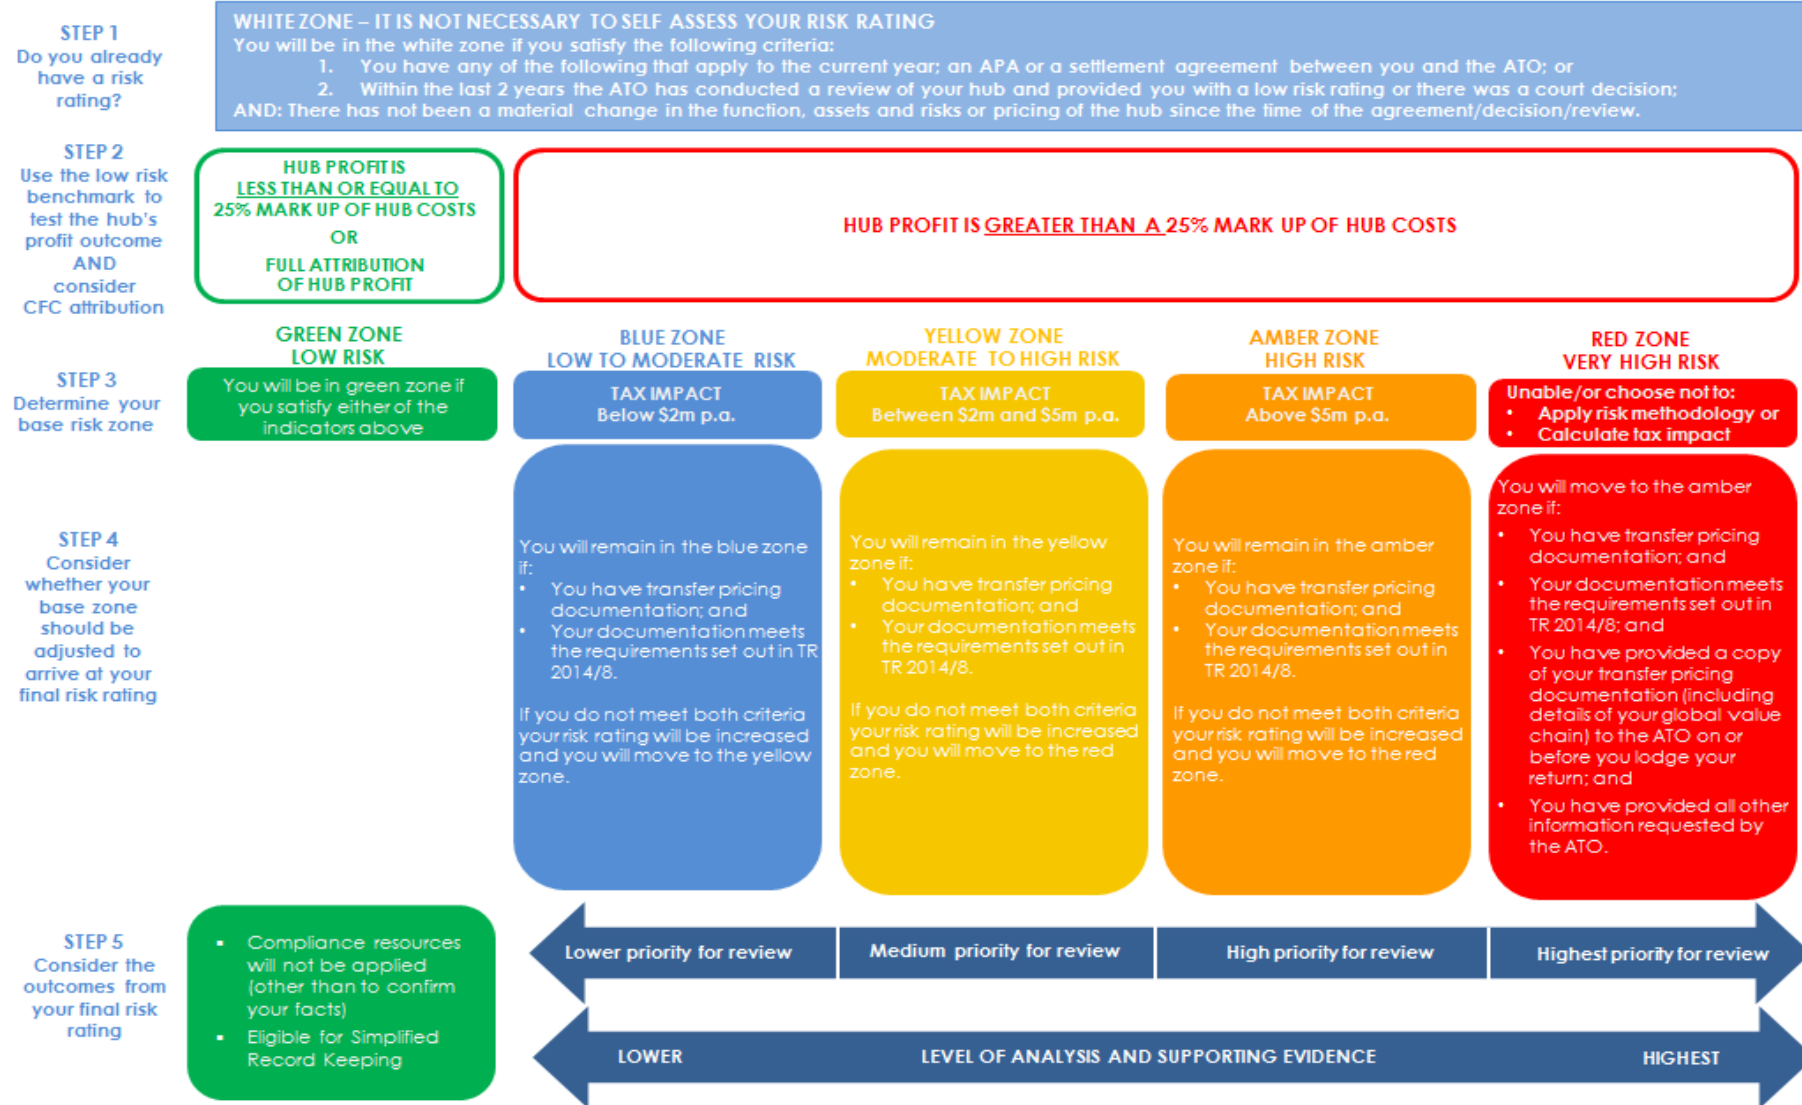 STEP 1
Do you already
have a risk
rating?
WHITE ZONE – IT IS NOT NECESSARY TO SELF ASSESS YOUR RISK RATING
You will be in the white zone if you satisfy the following criteria:
1. You have any of the following that apply to the current year; an APA or a settlement agreement between you and the ATO; or
2. Within the last 2 years the ATO has conducted a review of your hub and provided you with a low risk rating or there was a court decision;
AND: There has not been a material change in the function, assets and risks or pricing of the hub since the time of the agreement/decision/review.
STEP 2
Use the low risk
benchmark to
test the hub's
profit outcome
AND
consider
CFC attribution
HUB PROFIT IS
LESS THAN OR EQUAL TO
25% MARK UP OF HUB COSTS
OR
FULL ATTRIBUTION
OF HUB PROFIT
HUB PROFIT IS GREATER THAN A 25% MARK UP OF HUB COSTS
STEP 3
Determine your
base risk zone
GREEN ZONE
LOW RISK
You will be in green zone if
you satisfy either of the
indicators above
BLUE ZONE
LOW TO MODERATE RISK
TAX IMPACT
Below $2m p.a.
YELLOW ZONE
MODERATE TO HIGH RISK
TAX IMPACT
Between $2m and $5m p.a.
AMBER ZONE
HIGH RISK
TAX IMPACT
Above $5m p.a.
RED ZONE
VERY HIGH RISK
Unable/or choose not to:
• Apply risk methodology or
• Calculate tax impact
STEP 4
Consider
whether your
base zone
should be
adjusted to
arrive at your
final risk rating
You will remain in the blue zone
if:
• You have transfer pricing
documentation; and
• Your documentation meets
the requirements set out in TR
2014/8.
If you do not meet both criteria
your risk rating will be increased
and you will move to the yellow
zone.
You will remain in the yellow
zone if:
• You have transfer pricing
documentation; and
• Your documentation meets
the requirements set out in
TR 2014/8.
If you do not meet both criteria
your risk rating will be increased
and you will move to the red
zone.
You will remain in the amber
zone if:
• You have transfer pricing
documentation; and
• Your documentation meets
the requirements set out in
TR 2014/8.
If you do not meet both criteria
your risk rating will be increased
and you will move to the red
zone.
You will move to the amber
zone if:
• You have transfer pricing
documentation; and
• Your documentation meets
the requirements set out in
TR 2014/8; and
• You have provided a copy
of your transfer pricing
documentation (including
details of your global value
chain) to the ATO on or
before you lodge your
return; and
• You have provided all other
information requested by
the ATO.
STEP 5
Consider the
outcomes from
your final risk
rating
▪ Compliance resources
will not be applied
(other than to confirm
your facts)
▪ Eligible for Simplified
Record Keeping
Lower priority for review
Medium priority for review
High priority for review
Highest priority for review
LOWER
LEVEL OF ANALYSIS AND SUPPORTING EVIDENCE
HIGHEST